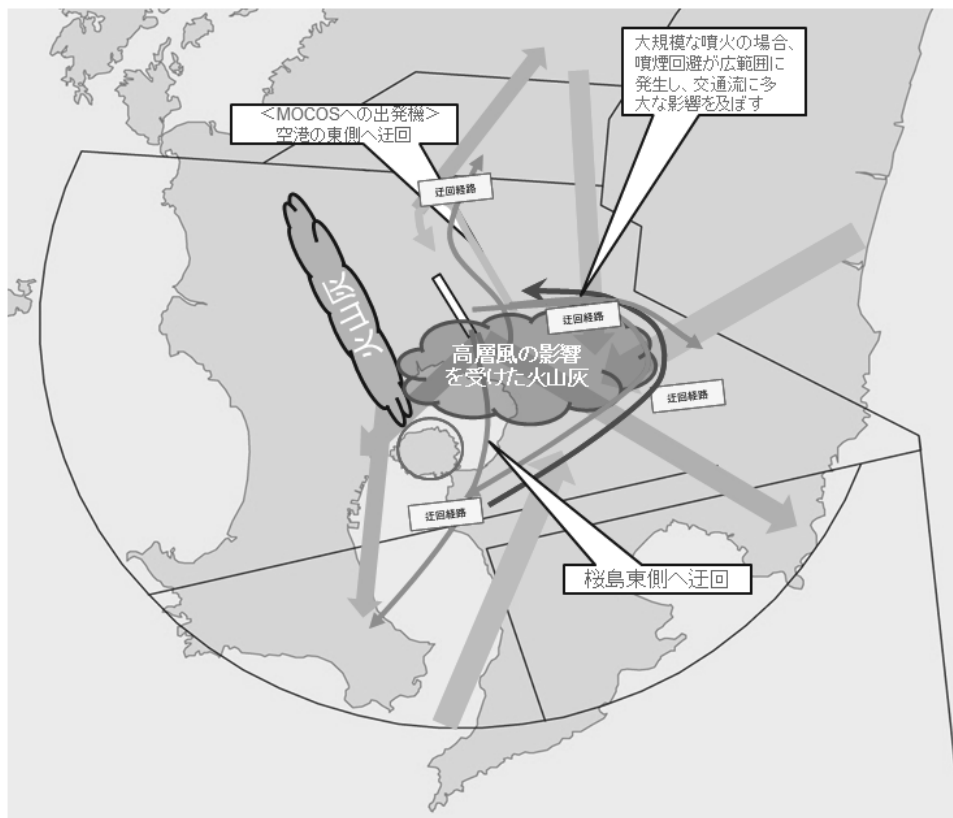 大規模な噴火の場合、
噴煙回避が広範囲に
発生し、交通流に多
大な影響を及ぼす
＜MOCOSへの出発機＞
空港の東側へ迂回
迂回経路
火山灰
迂回経路
高層風の影響
を受けた火山灰
迂回経路
迂回経路
桜島東側へ迂回